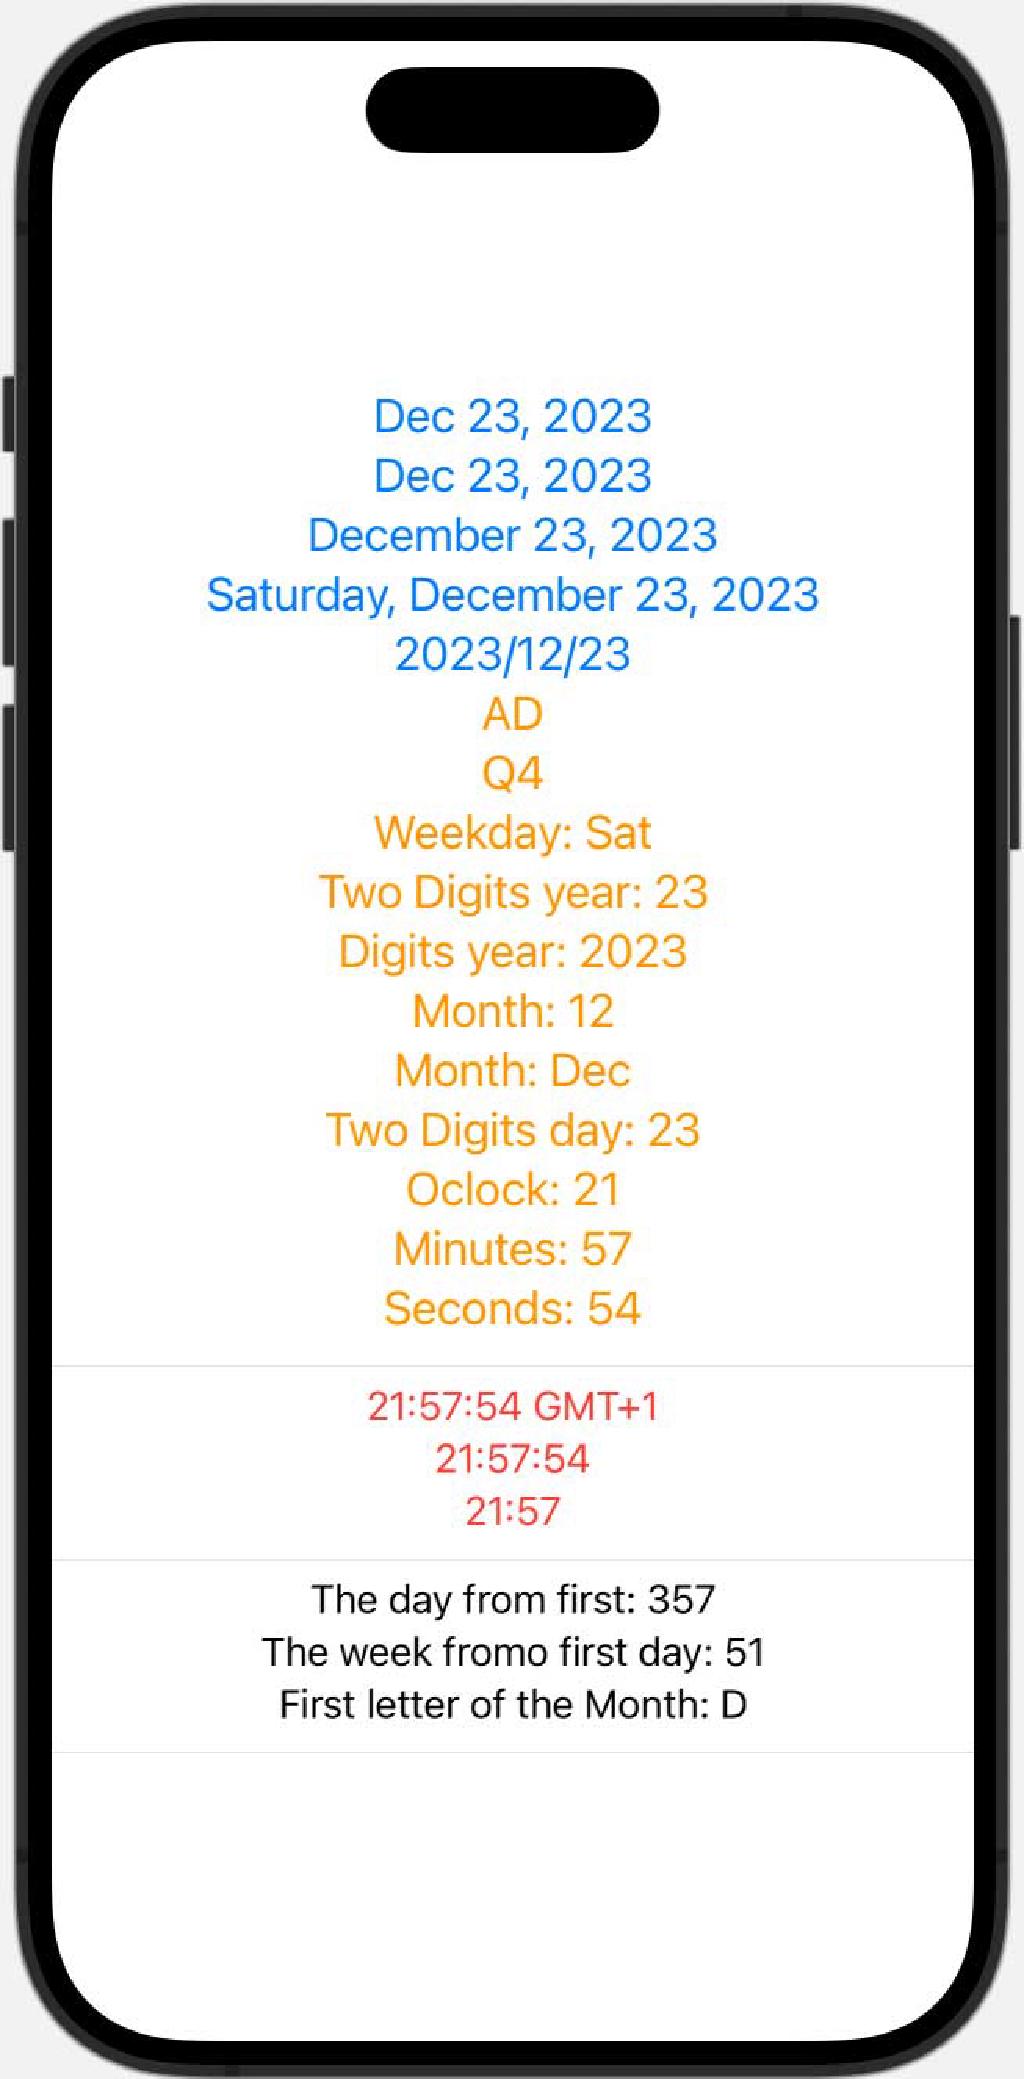 Dec 23, 2023
Dec 23, 2023
December 23, 2023
Saturday, December 23, 2023
2023/12/23
AD
Q4
Weekday: Sat
Two Digits year: 23
Digits year: 2023
Month: 12
Month: Dec
Two Digits day: 23
Oclock: 21
Minutes: 57
Seconds: 54
21:57:54 GMT+1
21:57:54
21:57
The day from first: 357
The week fromo first day: 51
First letter of the Month: D